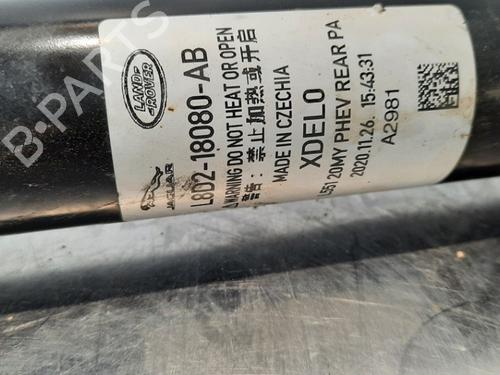 LAND-
ROVER
JAGUAR
L8D2-18080-AB
WARNING DO NOT HEAT OR OPEN
警告：禁止加热或开启
MADE IN CZECHIA
XDELO
L551 20MY PHEV REAR PA
2020.11.26. 15:43:31
A2981
B-PARTS